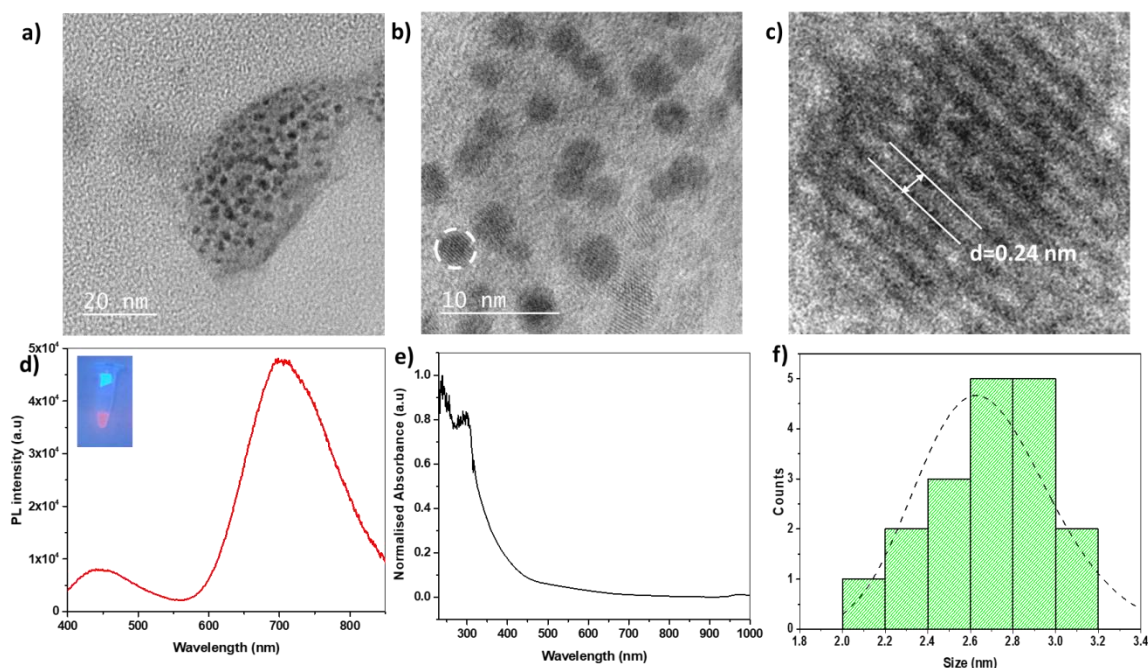 a)
20 nm
b)
10 nm
c)
d=0.24 nm
d)
5x10⁴
4x10⁴
3x10⁴
2x10⁴
1x10⁴
0
400
500
600
700
800
PL intensity (a.u)
Wavelength (nm)
e)
1.0
0.8
0.6
0.4
0.2
0.0
300
400
500
600
700
800
900
1000
Normalised Absorbance (a.u)
Wavelength (nm)
f)
5
4
3
2
1
0
1.8
2.0
2.2
2.4
2.6
2.8
3.0
3.2
3.4
Counts
Size (nm)